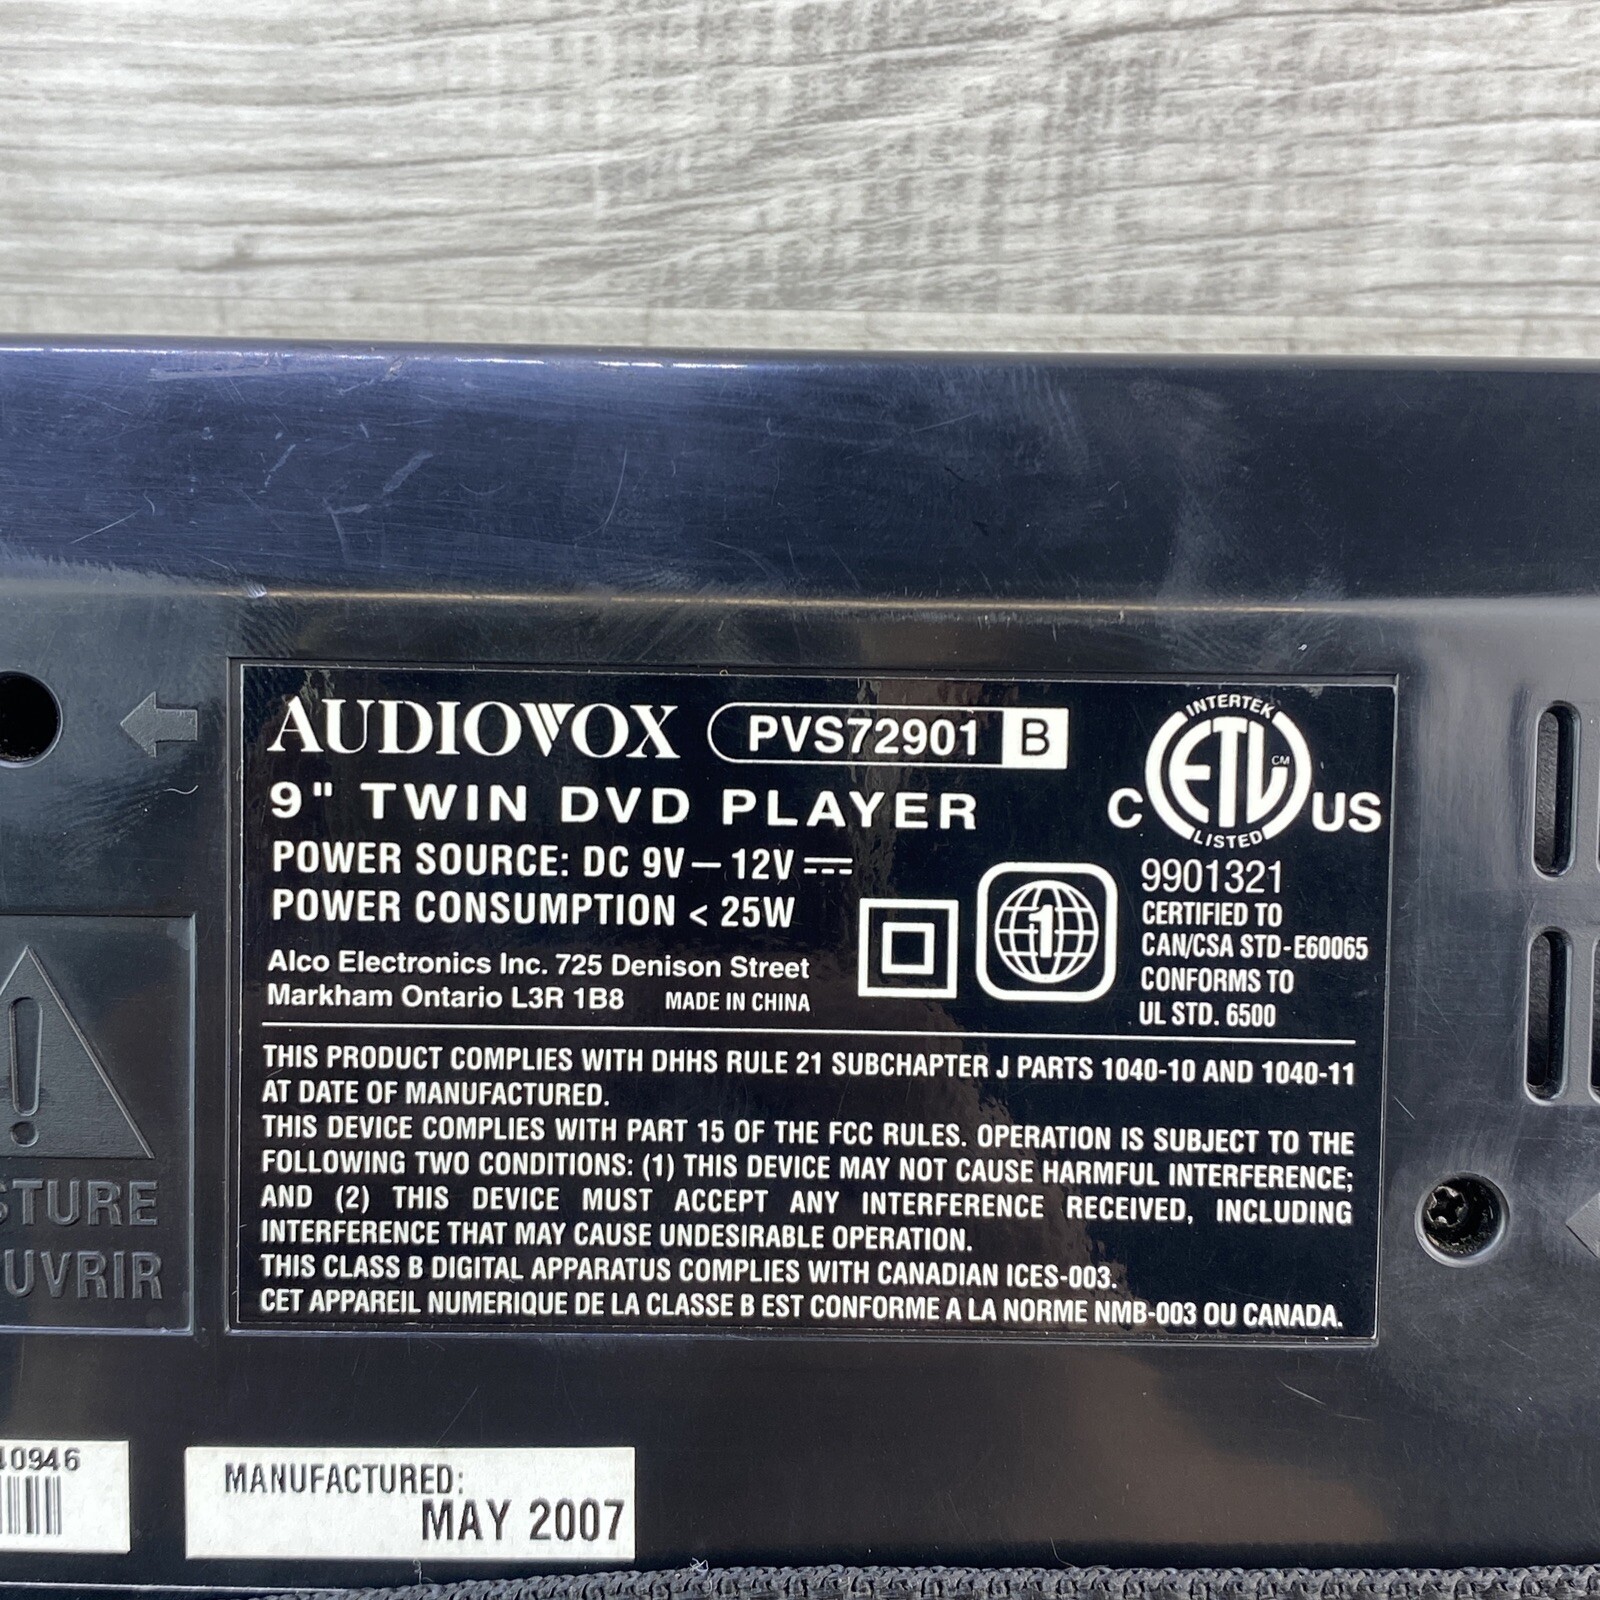 AUDIOVOX PVS72901 B
9" TWIN DVD PLAYER
POWER SOURCE: DC 9V – 12V
POWER CONSUMPTION < 25W
Alco Electronics Inc. 725 Denison Street
Markham Ontario L3R 1B8 MADE IN CHINA
1
INTERTEK
C ETL CM US
LISTED
9901321
CERTIFIED TO
CAN/CSA STD-E60065
CONFORMS TO
UL STD. 6500
THIS PRODUCT COMPLIES WITH DHHS RULE 21 SUBCHAPTER J PARTS 1040-10 AND 1040-11
AT DATE OF MANUFACTURED.
THIS DEVICE COMPLIES WITH PART 15 OF THE FCC RULES. OPERATION IS SUBJECT TO THE
FOLLOWING TWO CONDITIONS: (1) THIS DEVICE MAY NOT CAUSE HARMFUL INTERFERENCE;
AND (2) THIS DEVICE MUST ACCEPT ANY INTERFERENCE RECEIVED, INCLUDING
INTERFERENCE THAT MAY CAUSE UNDESIRABLE OPERATION.
THIS CLASS B DIGITAL APPARATUS COMPLIES WITH CANADIAN ICES-003.
CET APPAREIL NUMERIQUE DE LA CLASSE B EST CONFORME A LA NORME NMB-003 OU CANADA.
!
STURE
UVRIR
40946
MANUFACTURED:
MAY 2007